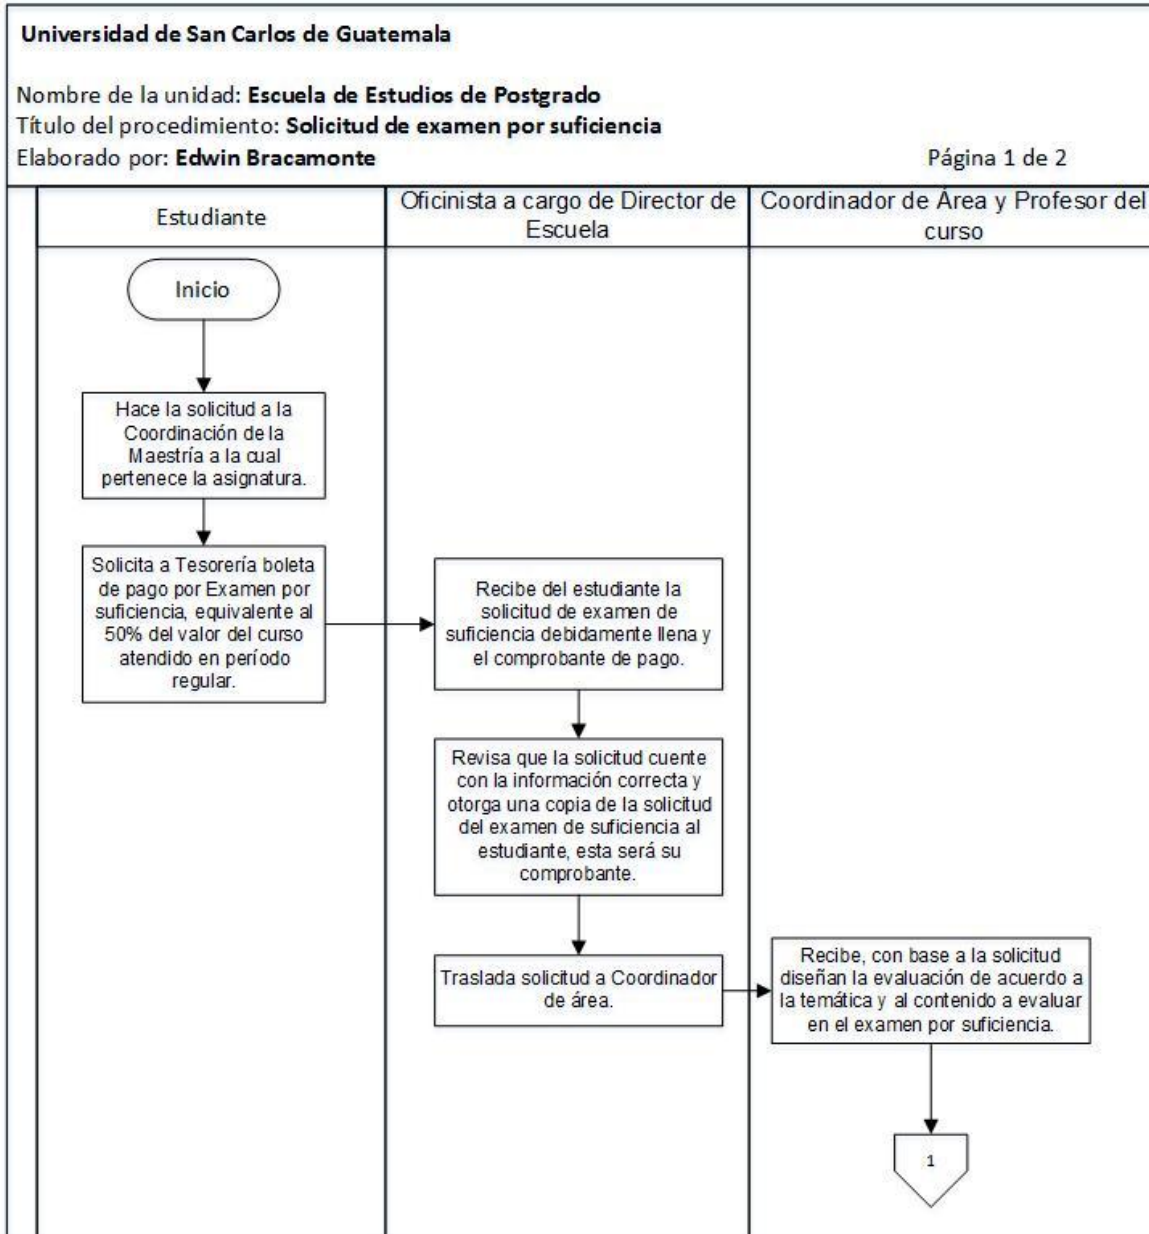 Universidad de San Carlos de Guatemala
Nombre de la unidad: Escuela de Estudios de Postgrado
Título del procedimiento: Solicitud de examen por suficiencia
Elaborado por: Edwin Bracamonte
Página 1 de 2
Estudiante
Oficinista a cargo de Director de
Escuela
Coordinador de Área y Profesor del
curso
Inicio
Hace la solicitud a la
Coordinación de la
Maestría a la cual
pertenece la asignatura.
Solicita a Tesorería boleta
de pago por Examen por
suficiencia, equivalente al
50% del valor del curso
atendido en período
regular.
Recibe del estudiante la
solicitud de examen de
suficiencia debidamente llena y
el comprobante de pago.
Revisa que la solicitud cuente
con la información correcta y
otorga una copia de la solicitud
del examen de suficiencia al
estudiante, esta será su
comprobante.
Traslada solicitud a Coordinador
de área.
Recibe, con base a la solicitud
diseñan la evaluación de acuerdo a
la temática y al contenido a evaluar
en el examen por suficiencia.
1